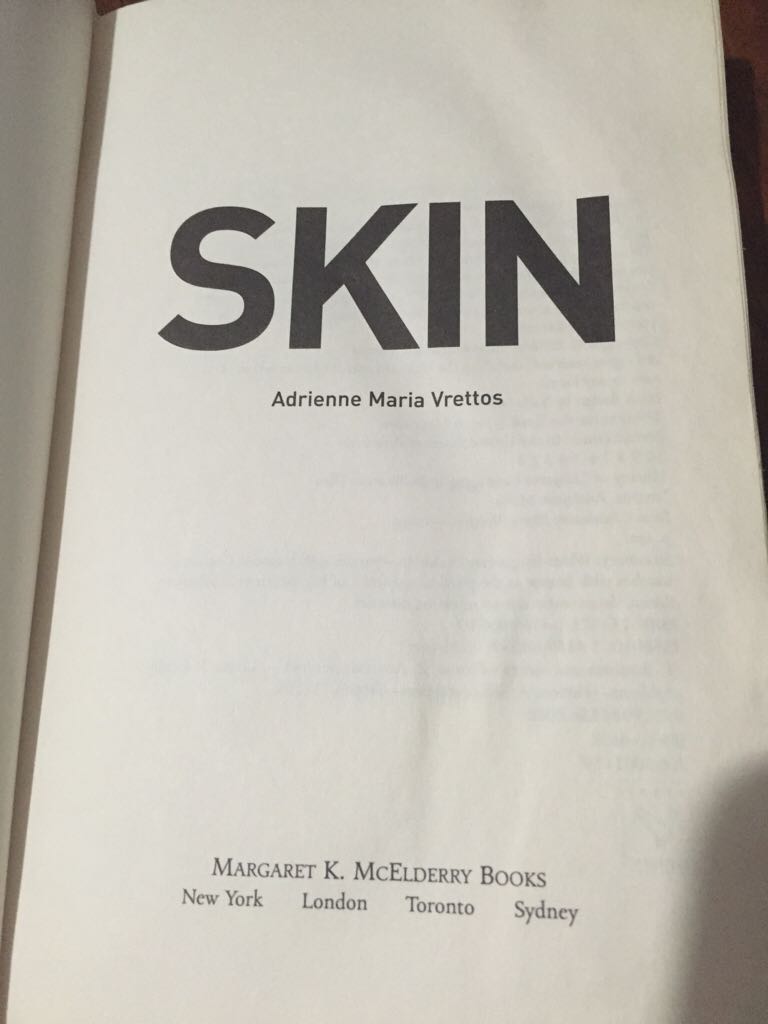 SKIN
Adrienne Maria Vrettos
MARGARET K. MCELDERRY BOOKS
New York London Toronto Sydney